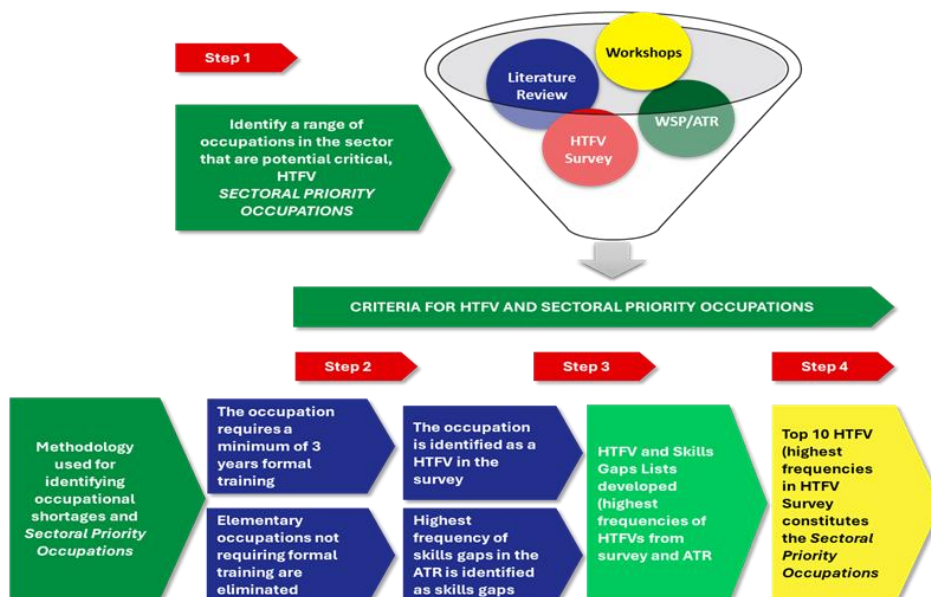 Step 1
Workshops
Literature
Review
WSP/ATR
HTFV
Survey
Identify a range of
occupations in the sector
that are potential critical,
HTFV
SECTORAL PRIORITY
OCCUPATIONS
CRITERIA FOR HTFV AND SECTORAL PRIORITY OCCUPATIONS
Step 2
Step 3
Step 4
Methodology
used for
identifying
occupational
shortages and
Sectoral Priority
Occupations
The occupation
requires a
minimum of 3
years formal
training
Elementary
occupations not
requiring formal
training are
eliminated
The occupation
is identified as a
HTFV in the
survey
Highest
frequency of
skills gaps in the
ATR is identified
as skills gaps
HTFV and Skills
Gaps Lists
developed
(highest
frequencies of
HTFVs from
survey and ATR
Top 10 HTFV
(highest
frequencies
in HTFV
Survey
constitutes
the Sectoral
Priority
Occupations